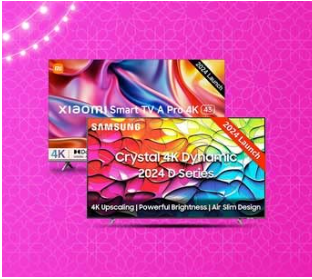 2024 Launch
xiaomi Smart TV A Pro 4K 43
4K
SAMSUNG
2024 Launch
Crystal 4K Dynamic
2024 D Series
4K Upscaling | Powerful Brightness | Air Slim Design